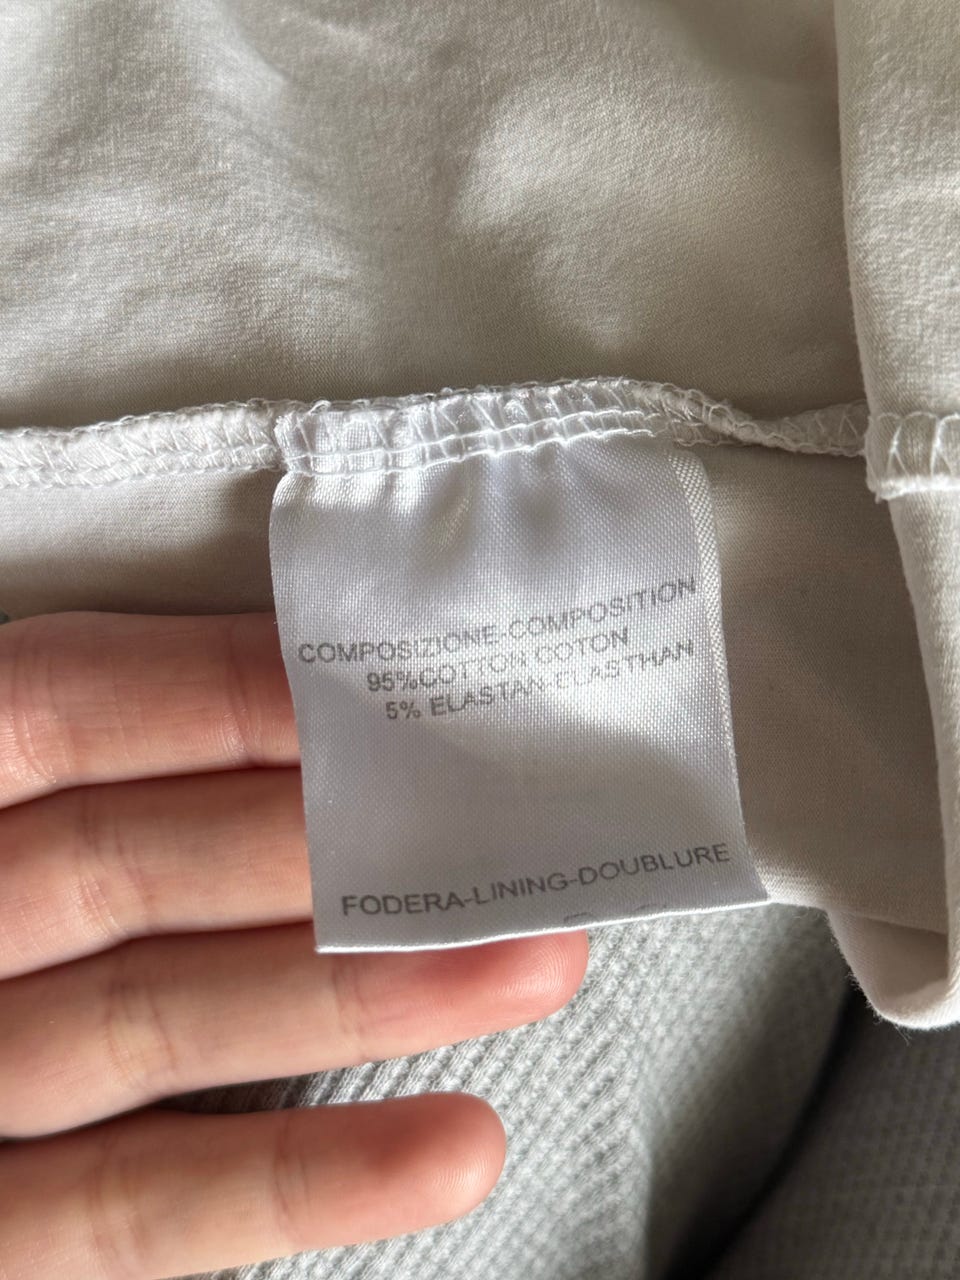 COMPOSIZIONE-COMPOSITION
95%COTTON COTON
5% ELASTAN-ELASTHAN
FODERA-LINING-DOUBLURE